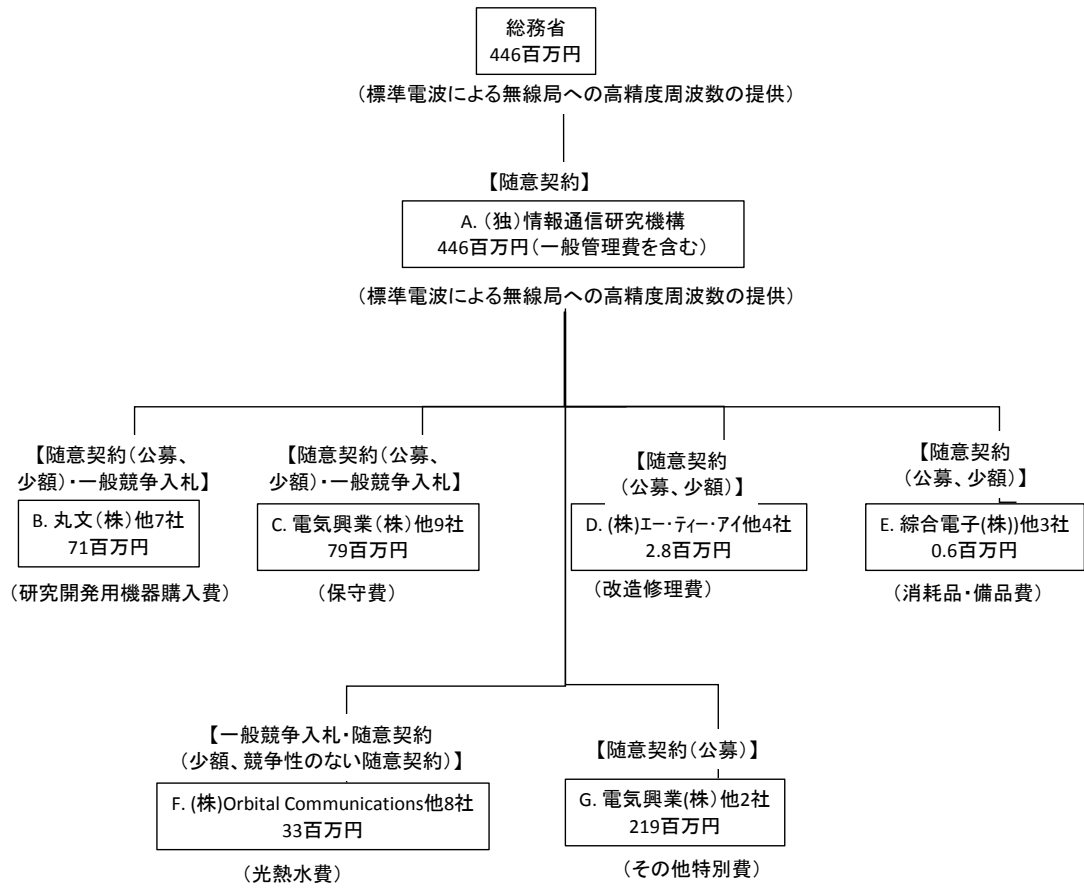 総務省
446百万円
（標準電波による無線局への高精度周波数の提供）
【随意契約】
A. （独）情報通信研究機構
446百万円（一般管理費を含む）
（標準電波による無線局への高精度周波数の提供）
【随意契約（公募、
少額）・一般競争入札】
B. 丸文（株）他7社
71百万円
（研究開発用機器購入費）
【随意契約（公募、
少額）・一般競争入札】
C. 電気興業（株）他9社
79百万円
（保守費）
【随意契約
（公募、少額）】
D. (株)ｴｰ・ﾃｨｰ・ｱｲ他4社
2.8百万円
（改造修理費）
【随意契約
（公募、少額）】
E. 綜合電子(株))他3社
0.6百万円
（消耗品・備品費）
【一般競争入札・随意契約
（少額、競争性のない随意契約）】
F. (株)Orbital Communications他8社
33百万円
（光熱水費）
【随意契約（公募）】
G. 電気興業(株）他2社
219百万円
（その他特別費）